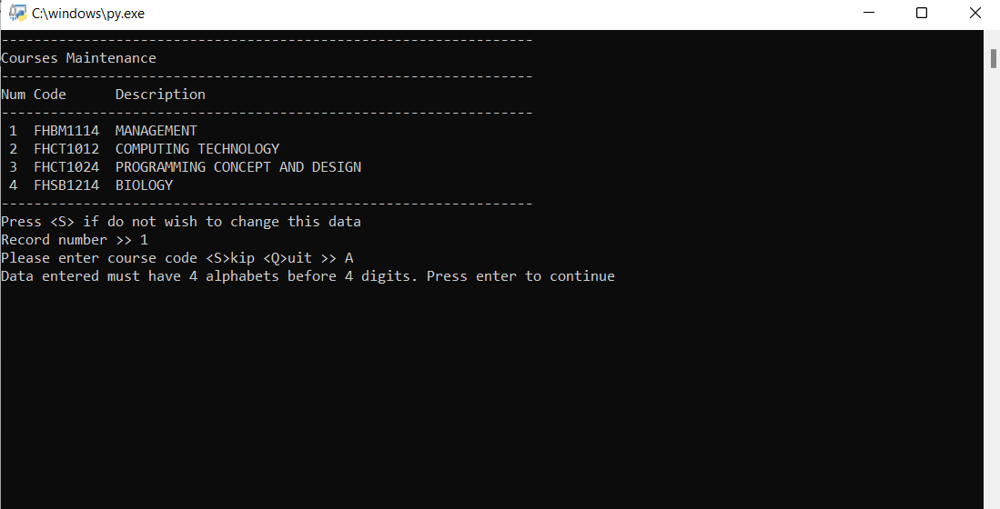 C:\windows\py.exe
-----------------------------------------------------------------
Courses Maintenance
-----------------------------------------------------------------
Num Code      Description
-----------------------------------------------------------------
 1  FHBM1114  MANAGEMENT
 2  FHCT1012  COMPUTING TECHNOLOGY
 3  FHCT1024  PROGRAMMING CONCEPT AND DESIGN
 4  FHSB1214  BIOLOGY
-----------------------------------------------------------------
Press <S> if do not wish to change this data
Record number >> 1
Please enter course code <S>kip <Q>uit >> A
Data entered must have 4 alphabets before 4 digits. Press enter to continue